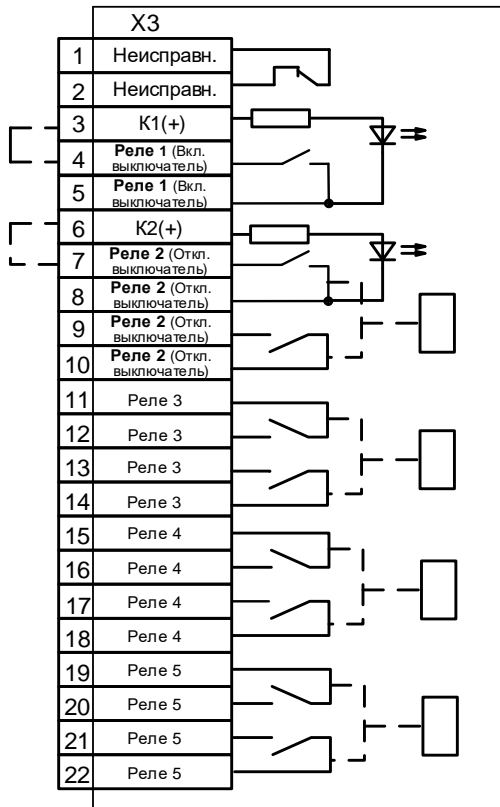 X3
1 Неисправн.
2 Неисправн.
3 К1(+)
4 Реле 1 (Вкл.
выключатель)
5 Реле 1 (Вкл.
выключатель)
6 К2(+)
7 Реле 2 (Откл.
выключатель)
8 Реле 2 (Откл.
выключатель)
9 Реле 2 (Откл.
выключатель)
10 Реле 2 (Откл.
выключатель)
11 Реле 3
12 Реле 3
13 Реле 3
14 Реле 3
15 Реле 4
16 Реле 4
17 Реле 4
18 Реле 4
19 Реле 5
20 Реле 5
21 Реле 5
22 Реле 5